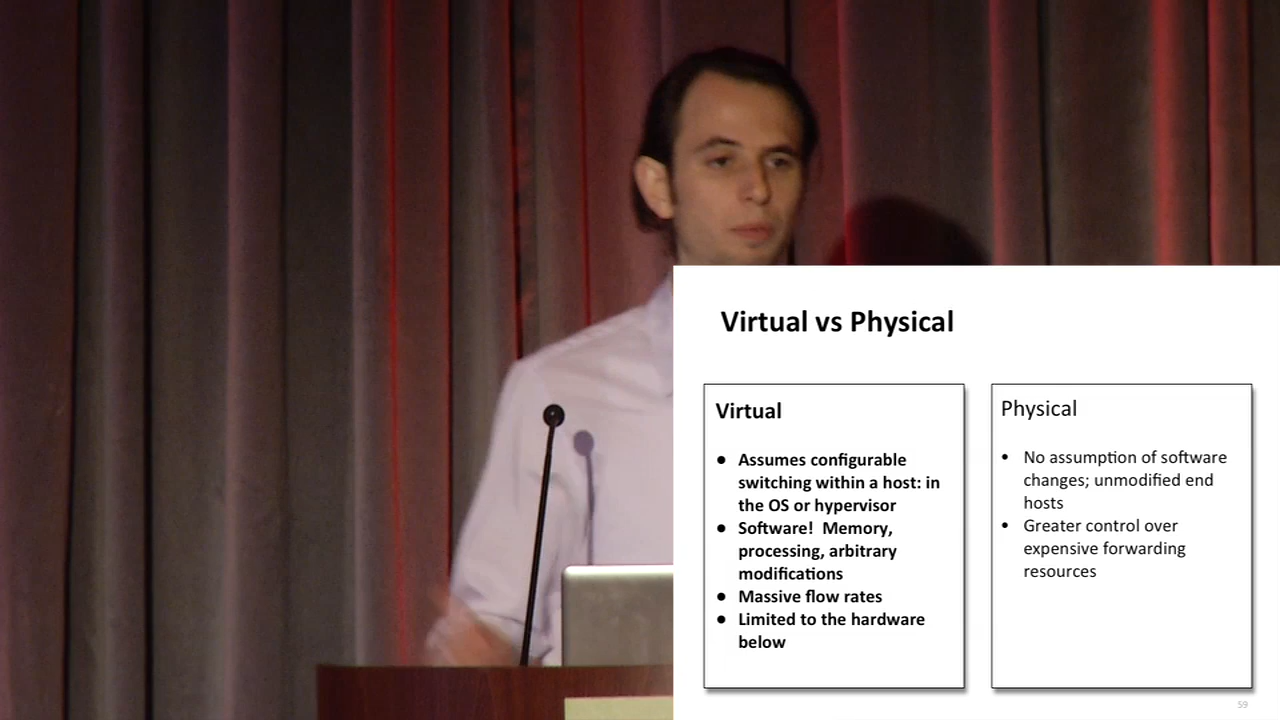 Virtual vs Physical
Virtual
● Assumes configurable
switching within a host: in
the OS or hypervisor
● Software!  Memory,
processing, arbitrary
modifications
● Massive flow rates
● Limited to the hardware
below
Physical
• No assumption of software
changes; unmodified end
hosts
• Greater control over
expensive forwarding
resources
59